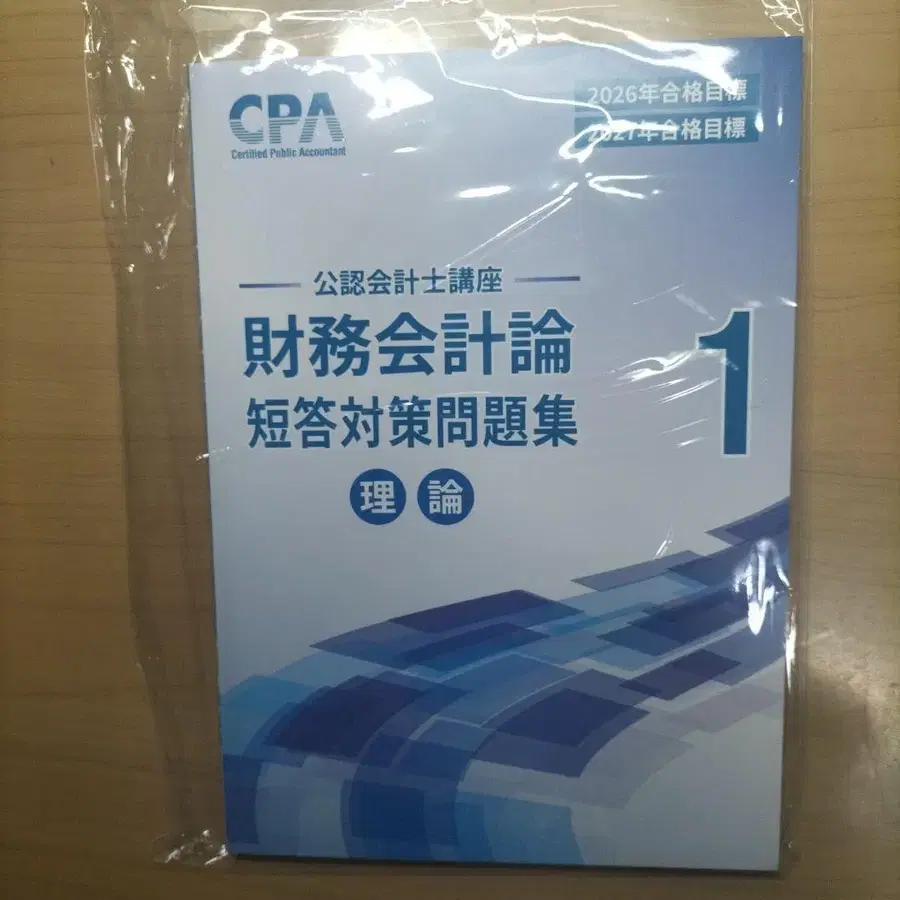 CPA
Certified Public Accountant
2026年合格目標
2027年合格目標
公認会計士講座
財務会計論
1
短答対策問題集
理論